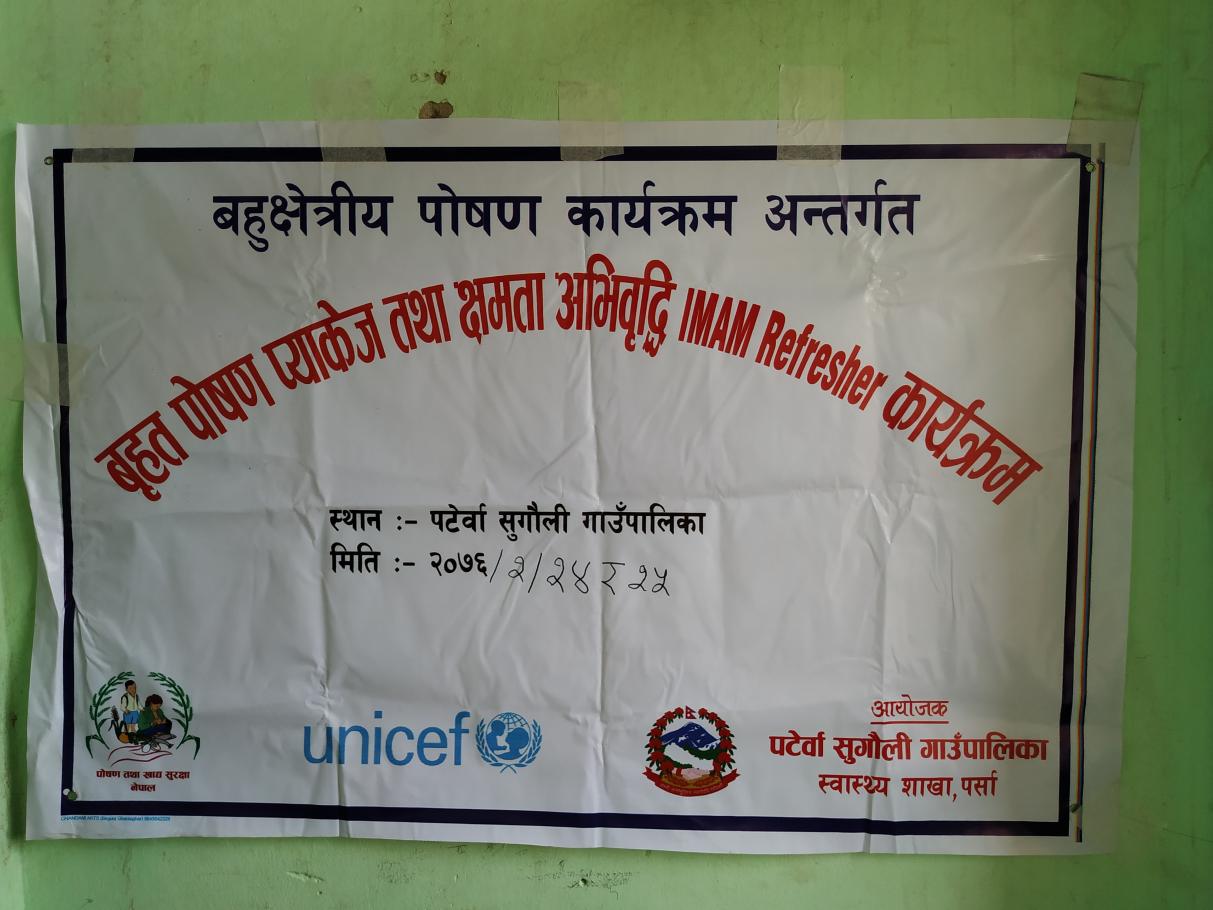 बहुक्षेत्रीय पोषण कार्यक्रम अन्तर्गत
बृहत पोषण प्याकेज तथा क्षमता अभिवृद्धि IMAM Refresher कार्यक्रम
स्थान :- पटेर्वा सुगौली गाउँपालिका
मिति :- २०७६/२/२४ र २५
पोषण तथा खाद्य सुरक्षा
नेपाल
unicef
आयोजक
पटेर्वा सुगौली गाउँपालिका
स्वास्थ्य शाखा, पर्सा